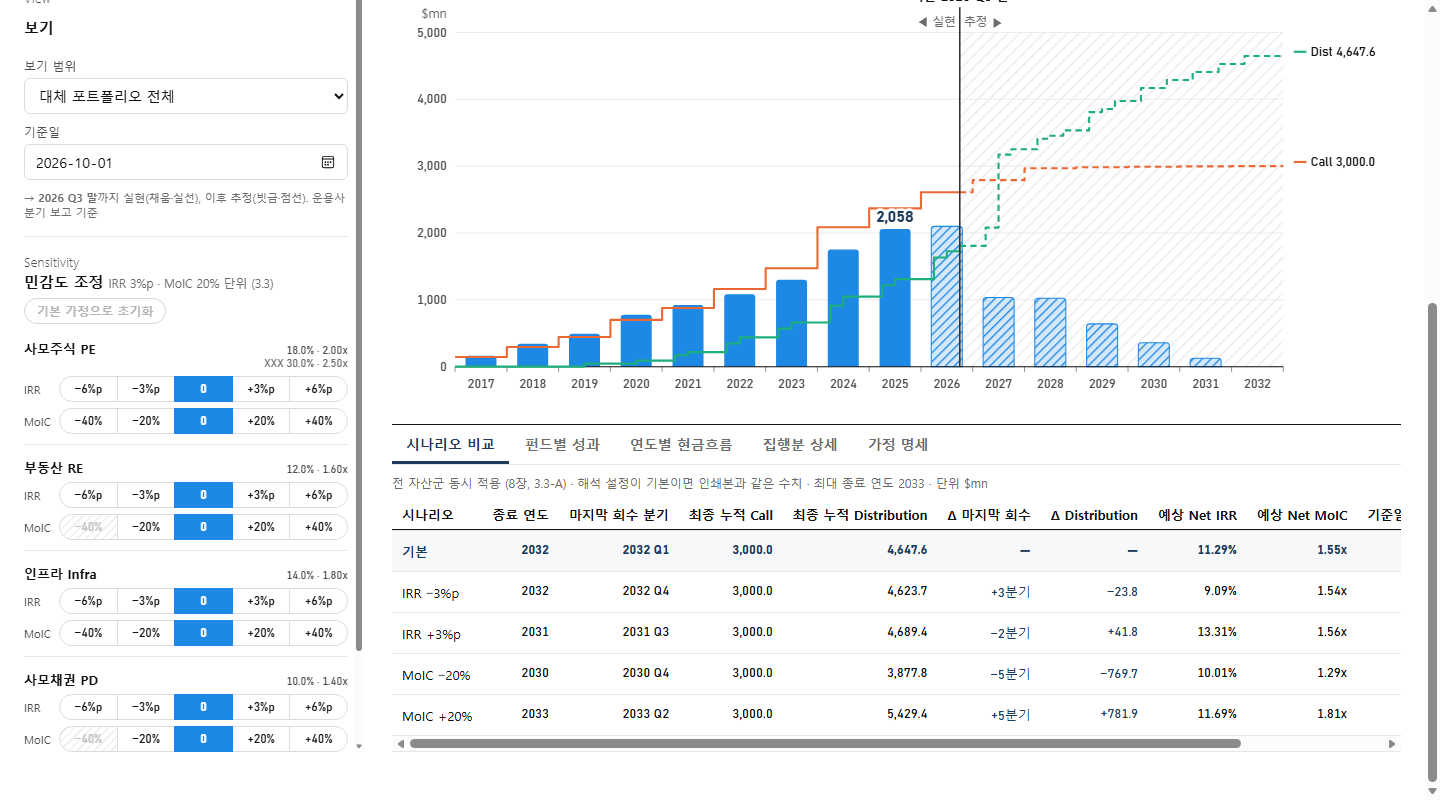 보기
보기 범위
대체 포트폴리오 전체
기준일
2026-10-01
→ 2026 Q3 말까지 실현(채움·실선), 이후 추정(빗금·점선). 운용사
분기 보고 기준
Sensitivity
민감도 조정 IRR 3%p · MoIC 20% 단위 (3.3)
기본 가정으로 초기화
사모주식 PE 18.0% · 2.00x
XXX 30.0% · 2.50x
IRR −6%p −3%p 0 +3%p +6%p
MoIC −40% −20% 0 +20% +40%
부동산 RE 12.0% · 1.60x
IRR −6%p −3%p 0 +3%p +6%p
MoIC −40% −20% 0 +20% +40%
인프라 Infra 14.0% · 1.80x
IRR −6%p −3%p 0 +3%p +6%p
MoIC −40% −20% 0 +20% +40%
사모채권 PD 10.0% · 1.40x
IRR −6%p −3%p 0 +3%p +6%p
MoIC −40% −20% 0 +20% +40%
$mn
◀ 실현 추정 ▶
5,000
4,000
3,000
2,000
1,000
0
Dist 4,647.6
Call 3,000.0
2,058
2017 2018 2019 2020 2021 2022 2023 2024 2025 2026 2027 2028 2029 2030 2031 2032
시나리오 비교 펀드별 성과 연도별 현금흐름 집행분 상세 가정 명세
전 자산군 동시 적용 (8장, 3.3-A) · 해석 설정이 기본이면 인쇄본과 같은 수치 · 최대 종료 연도 2033 · 단위 $mn
시나리오 종료 연도 마지막 회수 분기 최종 누적 Call 최종 누적 Distribution Δ 마지막 회수 Δ Distribution 예상 Net IRR 예상 Net MoIC 기준일
기본 2032 2032 Q1 3,000.0 4,647.6 — — 11.29% 1.55x
IRR −3%p 2032 2032 Q4 3,000.0 4,623.7 +3분기 −23.8 9.09% 1.54x
IRR +3%p 2031 2031 Q3 3,000.0 4,689.4 −2분기 +41.8 13.31% 1.56x
MoIC −20% 2030 2030 Q4 3,000.0 3,877.8 −5분기 −769.7 10.01% 1.29x
MoIC +20% 2033 2033 Q2 3,000.0 5,429.4 +5분기 +781.9 11.69% 1.81x